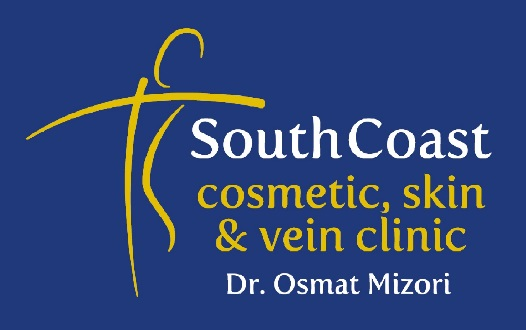 SouthCoast
cosmetic, skin
& vein clinic
Dr. Osmat Mizori